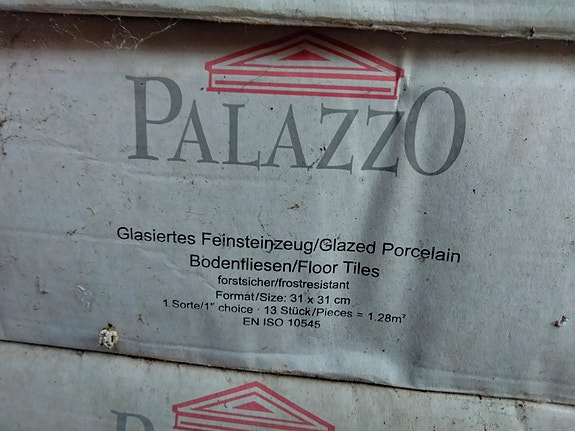 PALAZZO
Glasiertes Feinsteinzeug/Glazed Porcelain
Bodenfliesen/Floor Tiles
forstsicher/frostresistant
Format/Size: 31 x 31 cm
1.Sorte/1" choice · 13 Stück/Pieces = 1.28m²
EN ISO 10545